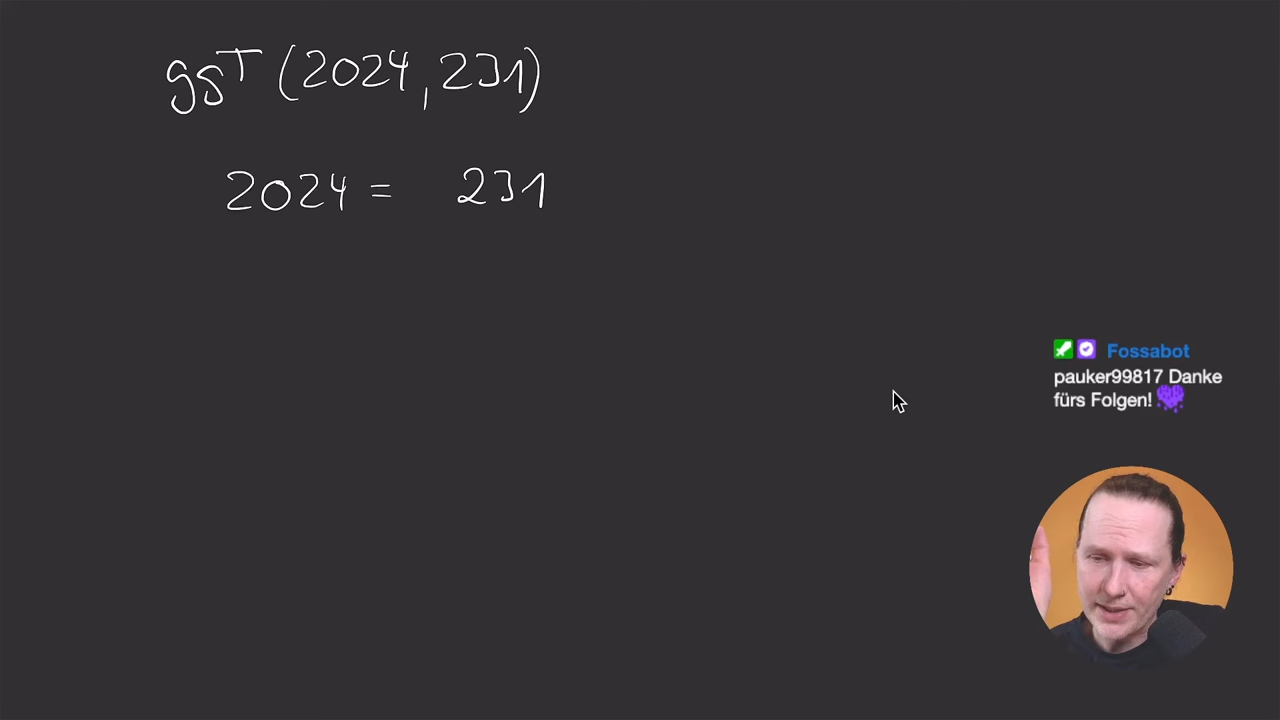 ggT (2024, 231)
2024 = 231
Fossabot
pauker99817 Danke
fürs Folgen!